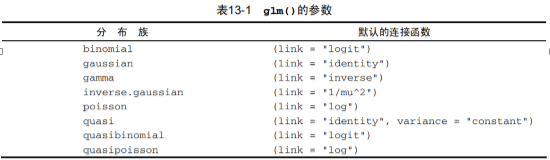 表13-1 glm()的参数
分 布 族 默认的连接函数
binomial (link = "logit")
gaussian (link = "identity")
gamma (link = "inverse")
inverse.gaussian (link = "1/mu^2")
poisson (link = "log")
quasi (link = "identity", variance = "constant")
quasibinomial (link = "logit")
quasipoisson (link = "log")